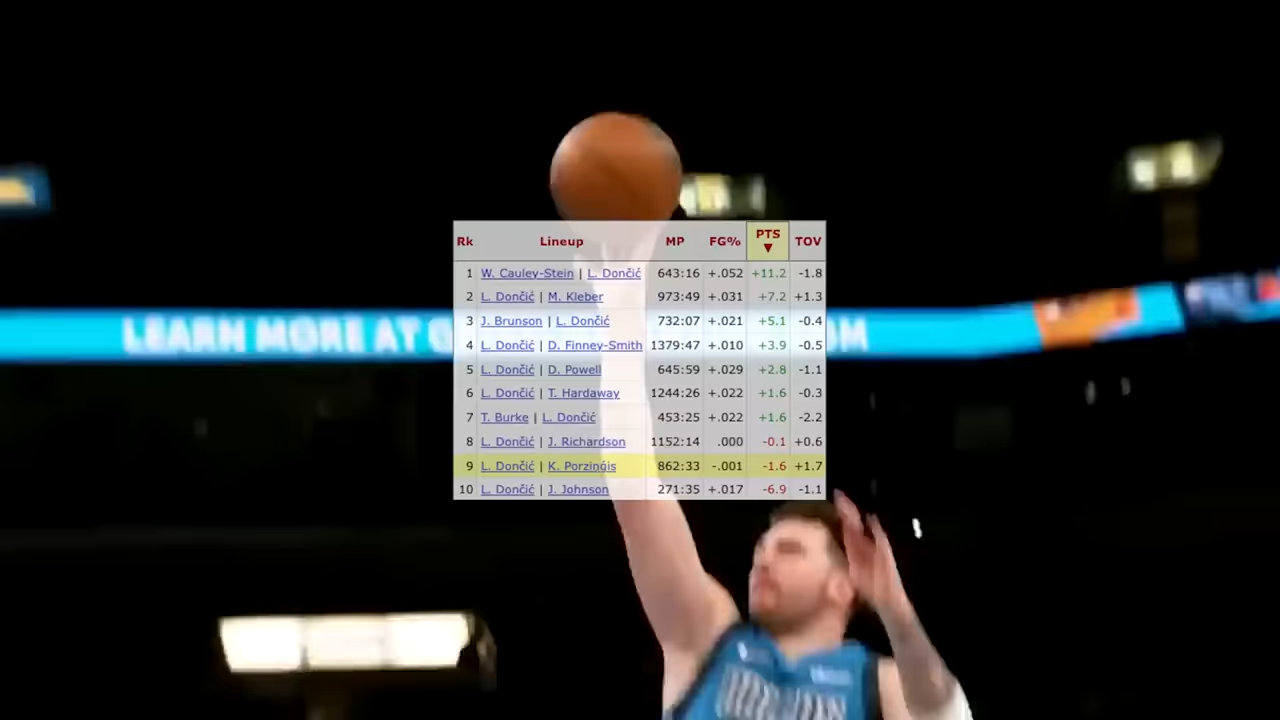 LEARN MORE AT G
OM
Rk Lineup MP FG% PTS ▼ TOV
1 W. Cauley-Stein | L. Dončić 643:16 +.052 +11.2 -1.8
2 L. Dončić | M. Kleber 973:49 +.031 +7.2 +1.3
3 J. Brunson | L. Dončić 732:07 +.021 +5.1 -0.4
4 L. Dončić | D. Finney-Smith 1379:47 +.010 +3.9 -0.5
5 L. Dončić | D. Powell 645:59 +.029 +2.8 -1.1
6 L. Dončić | T. Hardaway 1244:26 +.022 +1.6 -0.3
7 T. Burke | L. Dončić 453:25 +.022 +1.6 -2.2
8 L. Dončić | J. Richardson 1152:14 .000 -0.1 +0.6
9 L. Dončić | K. Porziņģis 862:33 -.001 -1.6 +1.7
10 L. Dončić | J. Johnson 271:35 +.017 -6.9 -1.1